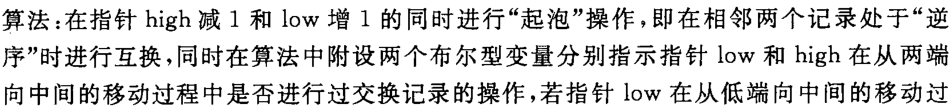 算法:在指针 high 减 1 和 low 增 1 的同时进行“起泡”操作,即在相邻两个记录处于“逆
序”时进行互换,同时在算法中附设两个布尔型变量分别指示指针 low 和 high 在从两端
向中间的移动过程中是否进行过交换记录的操作,若指针 low 在从低端向中间的移动过